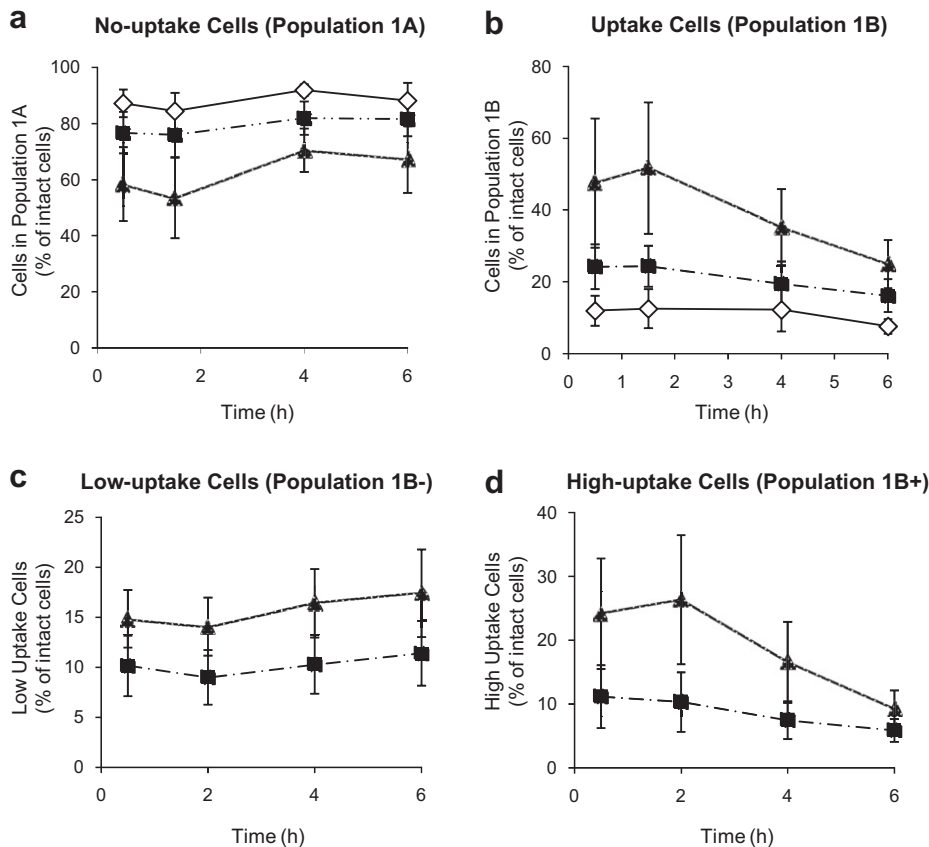 a No-uptake Cells (Population 1A)
Cells in Population 1A
(% of intact cells)
100
80
60
40
20
0
0 2 4 6
Time (h)
b Uptake Cells (Population 1B)
Cells in Population 1B
(% of intact cells)
80
60
40
20
0
0 1 2 3 4 5 6
Time (h)
c Low-uptake Cells (Population 1B-)
Low Uptake Cells
(% of intact cells)
25
20
15
10
5
0
0 2 4 6
Time (h)
d High-uptake Cells (Population 1B+)
High Uptake Cells
(% of intact cells)
40
30
20
10
0
0 2 4 6
Time (h)